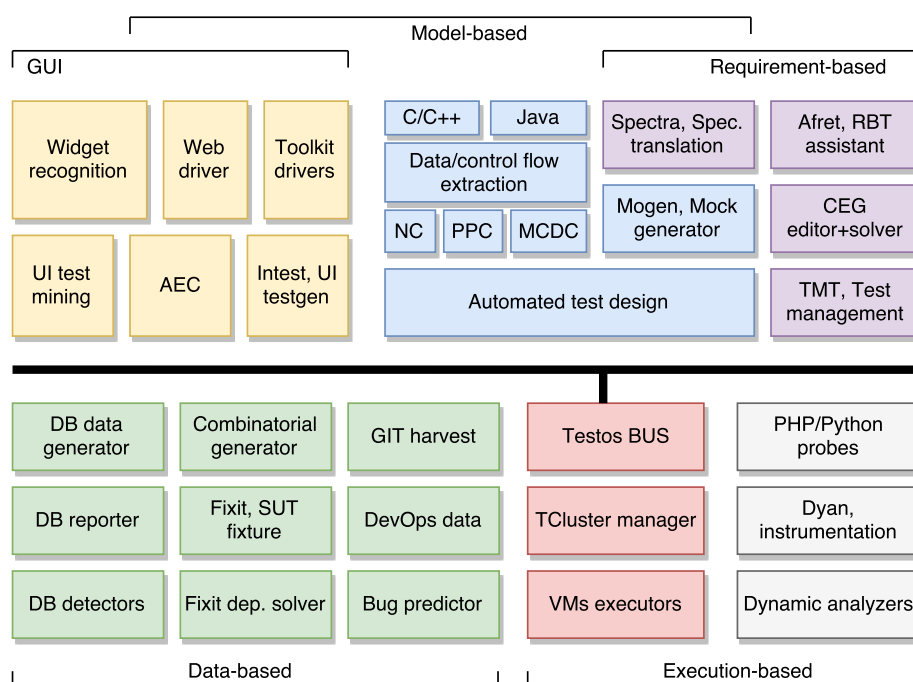 Model-based
GUI
Requirement-based
Widget
recognition
Web
driver
Toolkit
drivers
C/C++
Java
Spectra, Spec.
translation
Afret, RBT
assistant
Data/control flow
extraction
Mogen, Mock
generator
CEG
editor+solver
NC
PPC
MCDC
UI test
mining
AEC
Intest, UI
testgen
Automated test design
TMT, Test
management
DB data
generator
Combinatorial
generator
GIT harvest
Testos BUS
PHP/Python
probes
DB reporter
Fixit, SUT
fixture
DevOps data
TCluster manager
Dyan,
instrumentation
DB detectors
Fixit dep. solver
Bug predictor
VMs executors
Dynamic analyzers
Data-based
Execution-based